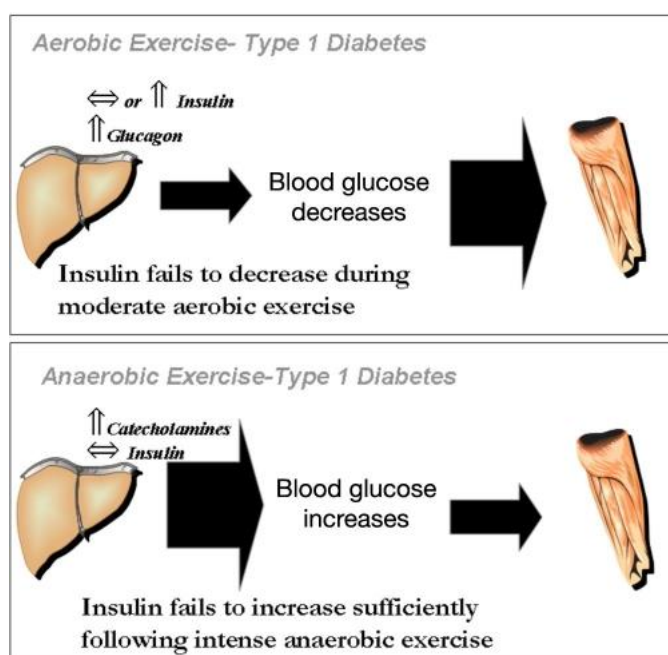 Aerobic Exercise- Type 1 Diabetes
⇔ or ⇑ Insulin
⇑ Glucagon
Blood glucose
decreases
Insulin fails to decrease during
moderate aerobic exercise
Anaerobic Exercise-Type 1 Diabetes
⇑ Catecholamines
⇔ Insulin
Blood glucose
increases
Insulin fails to increase sufficiently
following intense anaerobic exercise